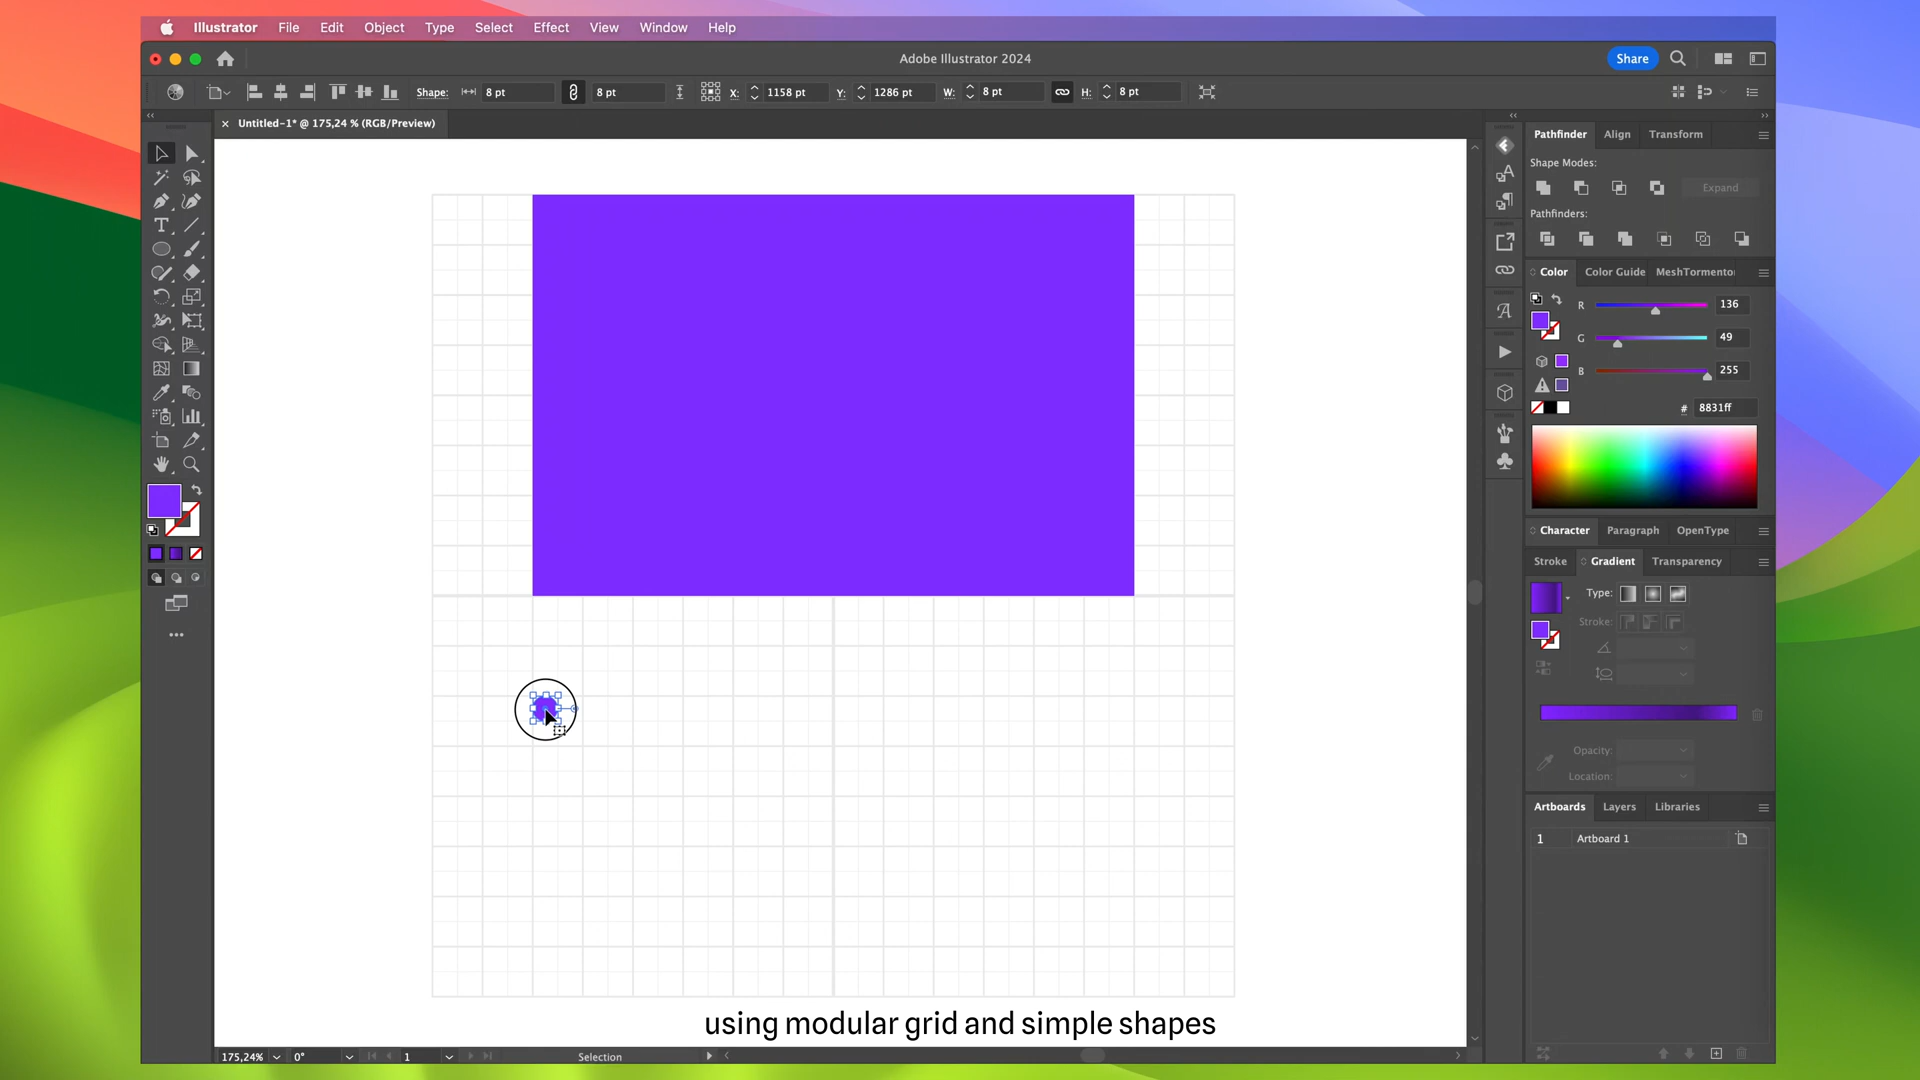 Illustrator File Edit Object Type Select Effect View Window Help
Adobe Illustrator 2024
Share
Shape: 8 pt 8 pt X: 1158 pt Y: 1286 pt W: 8 pt H: 8 pt
Untitled-1* @ 175,24 % (RGB/Preview)
Pathfinder Align Transform
Shape Modes:
Expand
Pathfinders:
Color Color Guide MeshTormento
R 136
G 49
B 255
# 8831ff
Character Paragraph OpenType
Stroke Gradient Transparency
Type:
Stroke:
Opacity:
Location:
Artboards Layers Libraries
1 Artboard 1
using modular grid and simple shapes
175,24% 0° 1 Selection